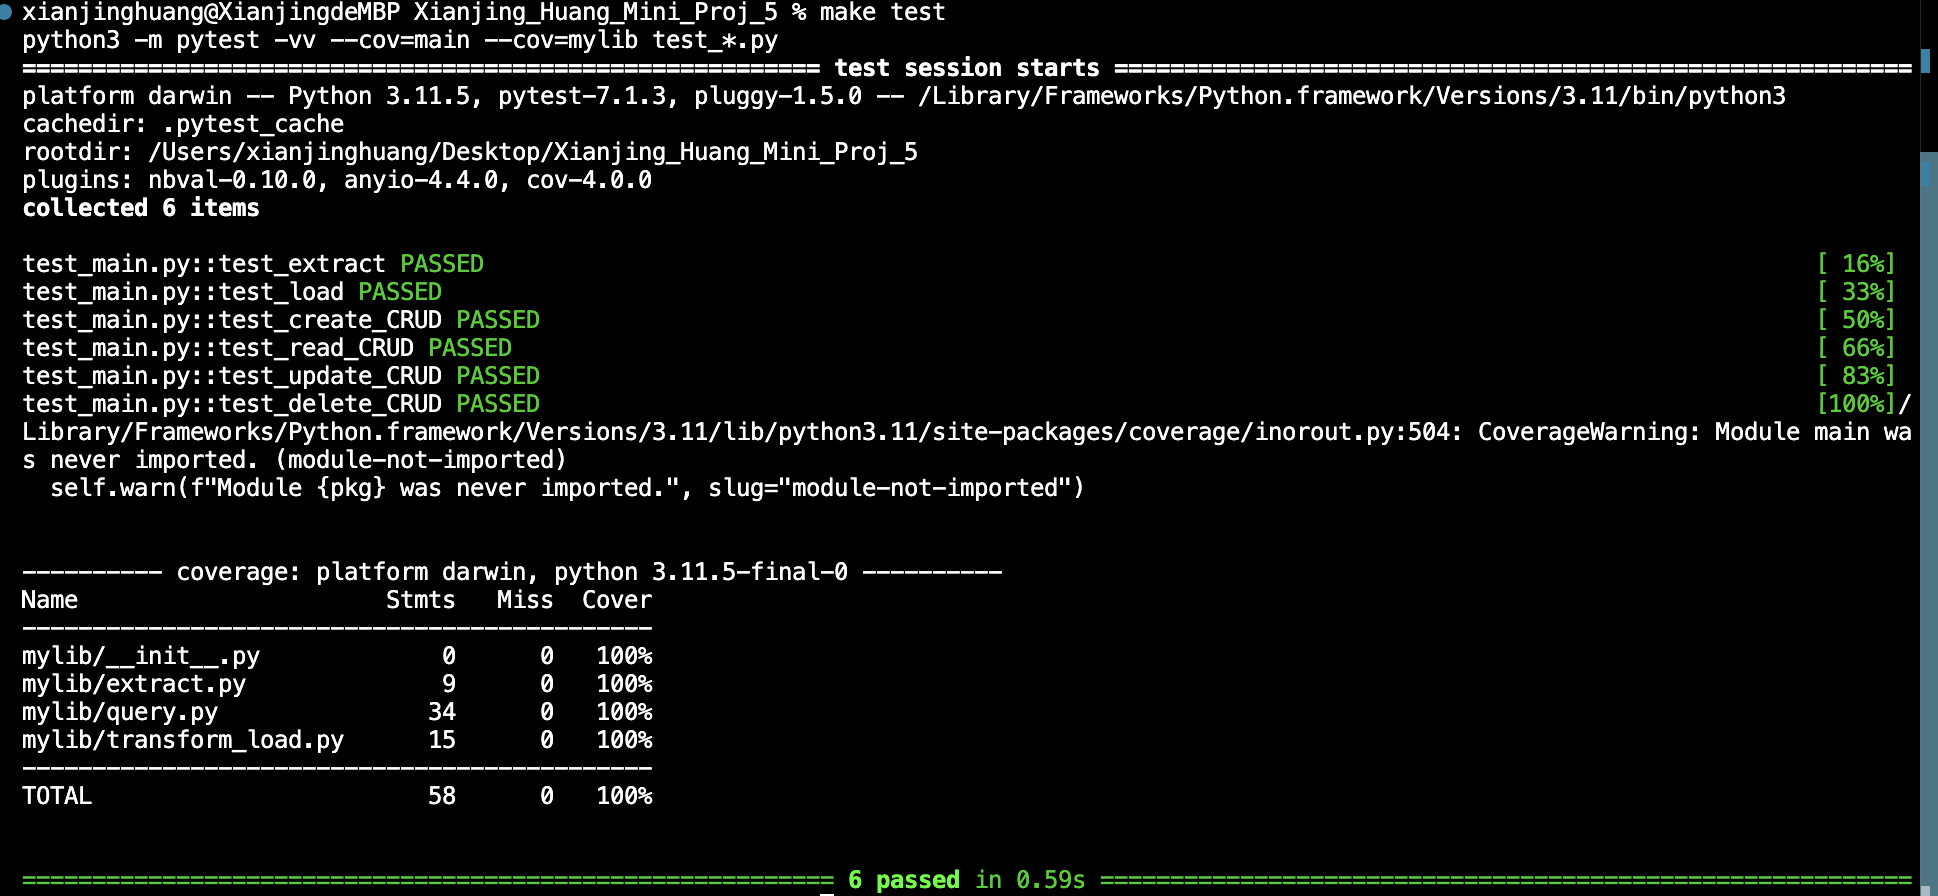 xianjinghuang@XianjingdeMBP Xianjing_Huang_Mini_Proj_5 % make test
python3 -m pytest -vv --cov=main --cov=mylib test_*.py
========================================================= test session starts =========================================================
platform darwin -- Python 3.11.5, pytest-7.1.3, pluggy-1.5.0 -- /Library/Frameworks/Python.framework/Versions/3.11/bin/python3
cachedir: .pytest_cache
rootdir: /Users/xianjinghuang/Desktop/Xianjing_Huang_Mini_Proj_5
plugins: nbval-0.10.0, anyio-4.4.0, cov-4.0.0
collected 6 items
test_main.py::test_extract PASSED [ 16%]
test_main.py::test_load PASSED [ 33%]
test_main.py::test_create_CRUD PASSED [ 50%]
test_main.py::test_read_CRUD PASSED [ 66%]
test_main.py::test_update_CRUD PASSED [ 83%]
test_main.py::test_delete_CRUD PASSED [100%]/
Library/Frameworks/Python.framework/Versions/3.11/lib/python3.11/site-packages/coverage/inorout.py:504: CoverageWarning: Module main wa
s never imported. (module-not-imported)
  self.warn(f"Module {pkg} was never imported.", slug="module-not-imported")
---------- coverage: platform darwin, python 3.11.5-final-0 ----------
Name                      Stmts   Miss  Cover
---------------------------------------------
mylib/__init__.py             0      0   100%
mylib/extract.py              9      0   100%
mylib/query.py               34      0   100%
mylib/transform_load.py      15      0   100%
---------------------------------------------
TOTAL                        58      0   100%
========================================================== 6 passed in 0.59s ==========================================================